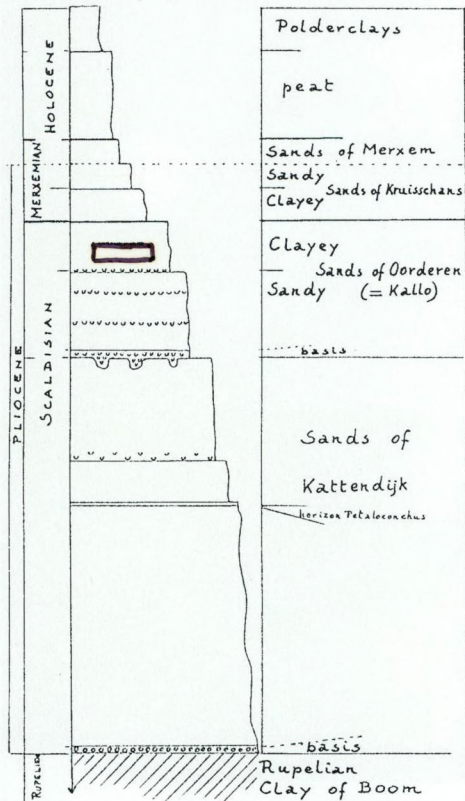 HOLOCENE
MERXEMIAN
PLIOCENE
SCALDISIAN
Polderclays
peat
Sands of Merxem
Sandy
Sands of Kruisschans
Clayey
Clayey
Sands of Oorderen
Sandy (= Kallo)
basis
Sands of
Kattendijk
horizon Petaloconchus
basis
Rupelian
Clay of Boom